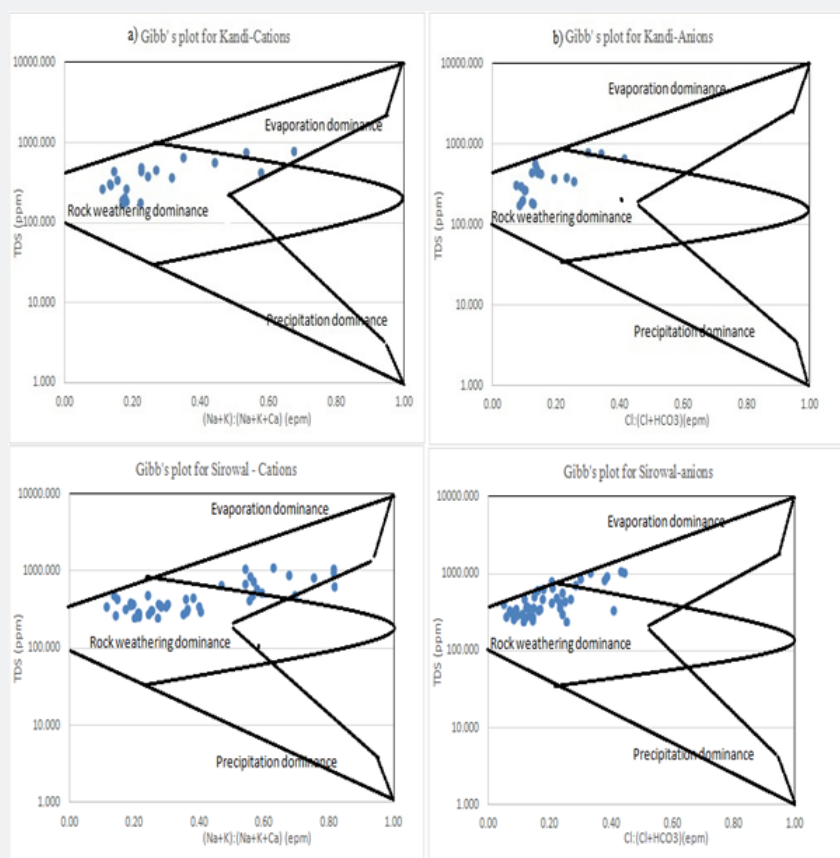 a) Gibb' s plot for Kandi-Cations
10000.000
1000.000
100.000
10.000
1.000
TDS (ppm)
Evaporation dominance
Rock weathering dominance
Precipitation dominance
0.00 0.20 0.40 0.60 0.80 1.00
(Na+K):(Na+K+Ca) (epm)
b) Gibb's plot for Kandi-Anions
10000.000
1000.000
100.000
10.000
1.000
TDS (ppm)
Evaporation dominance
Rock weathering dominance
Precipitation dominance
0.00 0.20 0.40 0.60 0.80 1.00
Cl:(Cl+HCO3)(epm)
Gibb's plot for Sirowal - Cations
10000.000
1000.000
100.000
10.000
1.000
TDS (ppm)
Evaporation dominance
Rock weathering dominance
Precipitation dominance
0.00 0.20 0.40 0.60 0.80 1.00
(Na+K):(Na+K+Ca) (epm)
Gibb's plot for Sirowal-anions
10000.000
1000.000
100.000
10.000
1.000
TDS (ppm)
Evaporation dominance
Rock weathering dominance
Precipitation dominance
0.00 0.20 0.40 0.60 0.80 1.00
Cl:(Cl+HCO3)(epm)